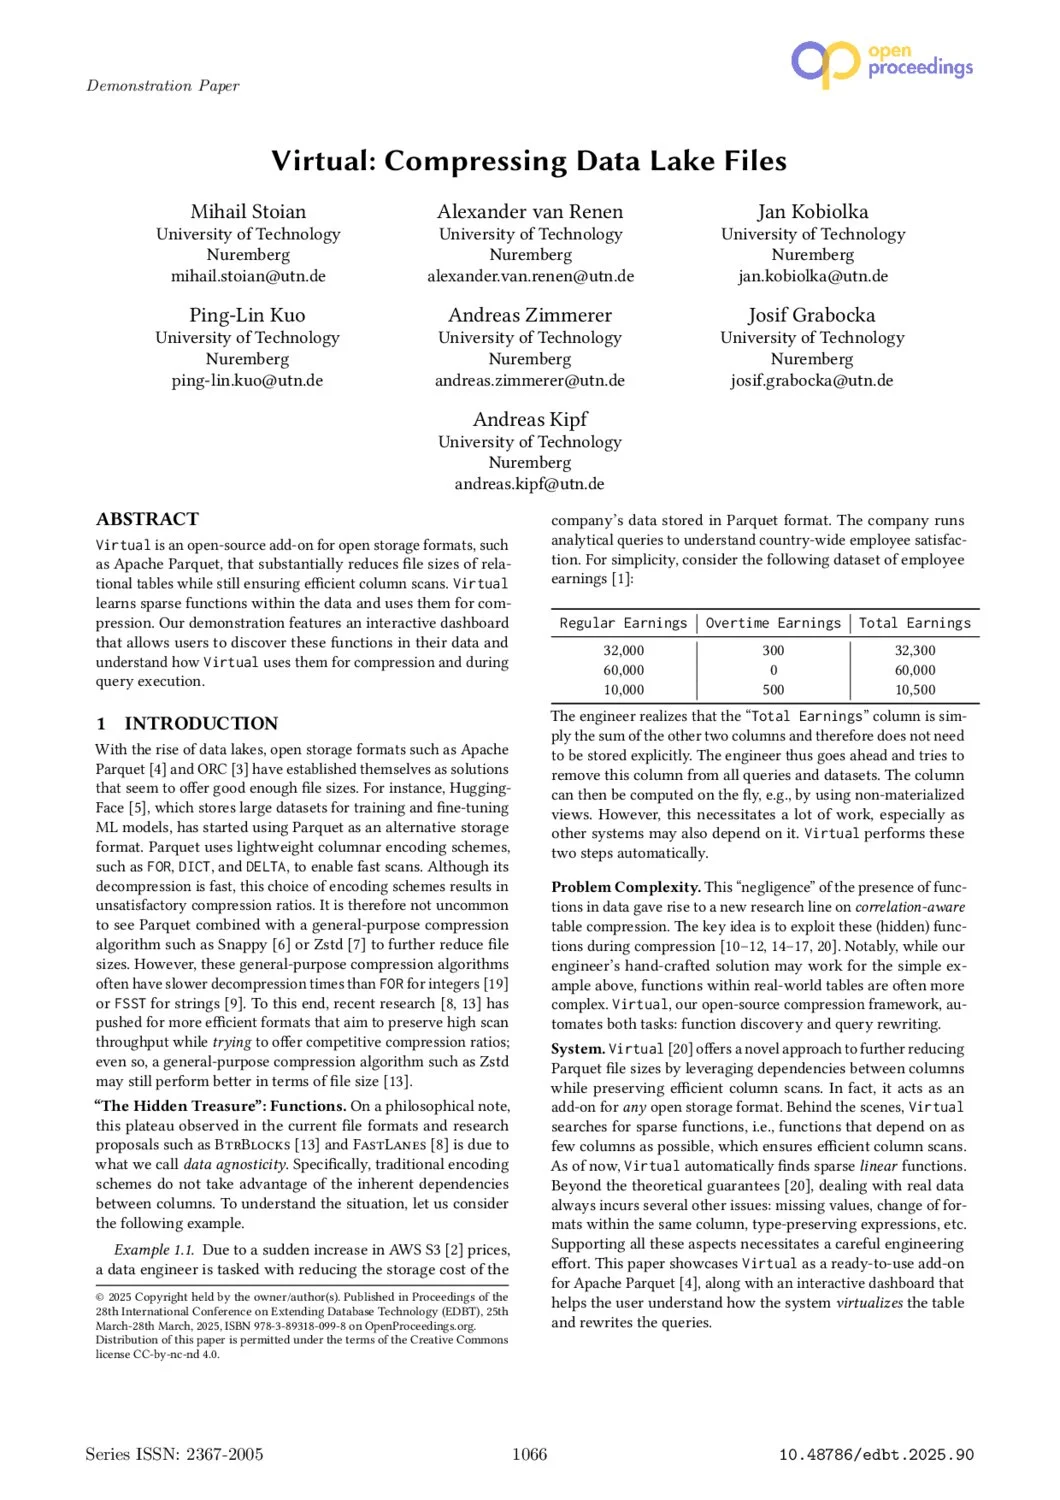 open
proceedings
Demonstration Paper
Virtual: Compressing Data Lake Files
Mihail Stoian
University of Technology
Nuremberg
mihail.stoian@utn.de
Alexander van Renen
University of Technology
Nuremberg
alexander.van.renen@utn.de
Jan Kobiolka
University of Technology
Nuremberg
jan.kobiolka@utn.de
Ping-Lin Kuo
University of Technology
Nuremberg
ping-lin.kuo@utn.de
Andreas Zimmerer
University of Technology
Nuremberg
andreas.zimmerer@utn.de
Josif Grabocka
University of Technology
Nuremberg
josif.grabocka@utn.de
Andreas Kipf
University of Technology
Nuremberg
andreas.kipf@utn.de
ABSTRACT
Virtual is an open-source add-on for open storage formats, such
as Apache Parquet, that substantially reduces file sizes of rela-
tional tables while still ensuring efficient column scans. Virtual
learns sparse functions within the data and uses them for com-
pression. Our demonstration features an interactive dashboard
that allows users to discover these functions in their data and
understand how Virtual uses them for compression and during
query execution.
1 INTRODUCTION
With the rise of data lakes, open storage formats such as Apache
Parquet [4] and ORC [3] have established themselves as solutions
that seem to offer good enough file sizes. For instance, Hugging-
Face [5], which stores large datasets for training and fine-tuning
ML models, has started using Parquet as an alternative storage
format. Parquet uses lightweight columnar encoding schemes,
such as FOR, DICT, and DELTA, to enable fast scans. Although its
decompression is fast, this choice of encoding schemes results in
unsatisfactory compression ratios. It is therefore not uncommon
to see Parquet combined with a general-purpose compression
algorithm such as Snappy [6] or Zstd [7] to further reduce file
sizes. However, these general-purpose compression algorithms
often have slower decompression times than FOR for integers [19]
or FSST for strings [9]. To this end, recent research [8, 13] has
pushed for more efficient formats that aim to preserve high scan
throughput while trying to offer competitive compression ratios;
even so, a general-purpose compression algorithm such as Zstd
may still perform better in terms of file size [13].
“The Hidden Treasure”: Functions. On a philosophical note,
this plateau observed in the current file formats and research
proposals such as BtrBlocks [13] and FastLanes [8] is due to
what we call data agnosticity. Specifically, traditional encoding
schemes do not take advantage of the inherent dependencies
between columns. To understand the situation, let us consider
the following example.
Example 1.1. Due to a sudden increase in AWS S3 [2] prices,
a data engineer is tasked with reducing the storage cost of the
© 2025 Copyright held by the owner/author(s). Published in Proceedings of the
28th International Conference on Extending Database Technology (EDBT), 25th
March-28th March, 2025, ISBN 978-3-89318-099-8 on OpenProceedings.org.
Distribution of this paper is permitted under the terms of the Creative Commons
license CC-by-nc-nd 4.0.
company’s data stored in Parquet format. The company runs
analytical queries to understand country-wide employee satisfac-
tion. For simplicity, consider the following dataset of employee
earnings [1]:
Regular Earnings Overtime Earnings Total Earnings
32,000 300 32,300
60,000 0 60,000
10,000 500 10,500
The engineer realizes that the “Total Earnings” column is sim-
ply the sum of the other two columns and therefore does not need
to be stored explicitly. The engineer thus goes ahead and tries to
remove this column from all queries and datasets. The column
can then be computed on the fly, e.g., by using non-materialized
views. However, this necessitates a lot of work, especially as
other systems may also depend on it. Virtual performs these
two steps automatically.
Problem Complexity. This “negligence” of the presence of func-
tions in data gave rise to a new research line on correlation-aware
table compression. The key idea is to exploit these (hidden) func-
tions during compression [10–12, 14–17, 20]. Notably, while our
engineer’s hand-crafted solution may work for the simple ex-
ample above, functions within real-world tables are often more
complex. Virtual, our open-source compression framework, au-
tomates both tasks: function discovery and query rewriting.
System. Virtual [20] offers a novel approach to further reducing
Parquet file sizes by leveraging dependencies between columns
while preserving efficient column scans. In fact, it acts as an
add-on for any open storage format. Behind the scenes, Virtual
searches for sparse functions, i.e., functions that depend on as
few columns as possible, which ensures efficient column scans.
As of now, Virtual automatically finds sparse linear functions.
Beyond the theoretical guarantees [20], dealing with real data
always incurs several other issues: missing values, change of for-
mats within the same column, type-preserving expressions, etc.
Supporting all these aspects necessitates a careful engineering
effort. This paper showcases Virtual as a ready-to-use add-on
for Apache Parquet [4], along with an interactive dashboard that
helps the user understand how the system virtualizes the table
and rewrites the queries.
Series ISSN: 2367-2005
1066
10.48786/edbt.2025.90